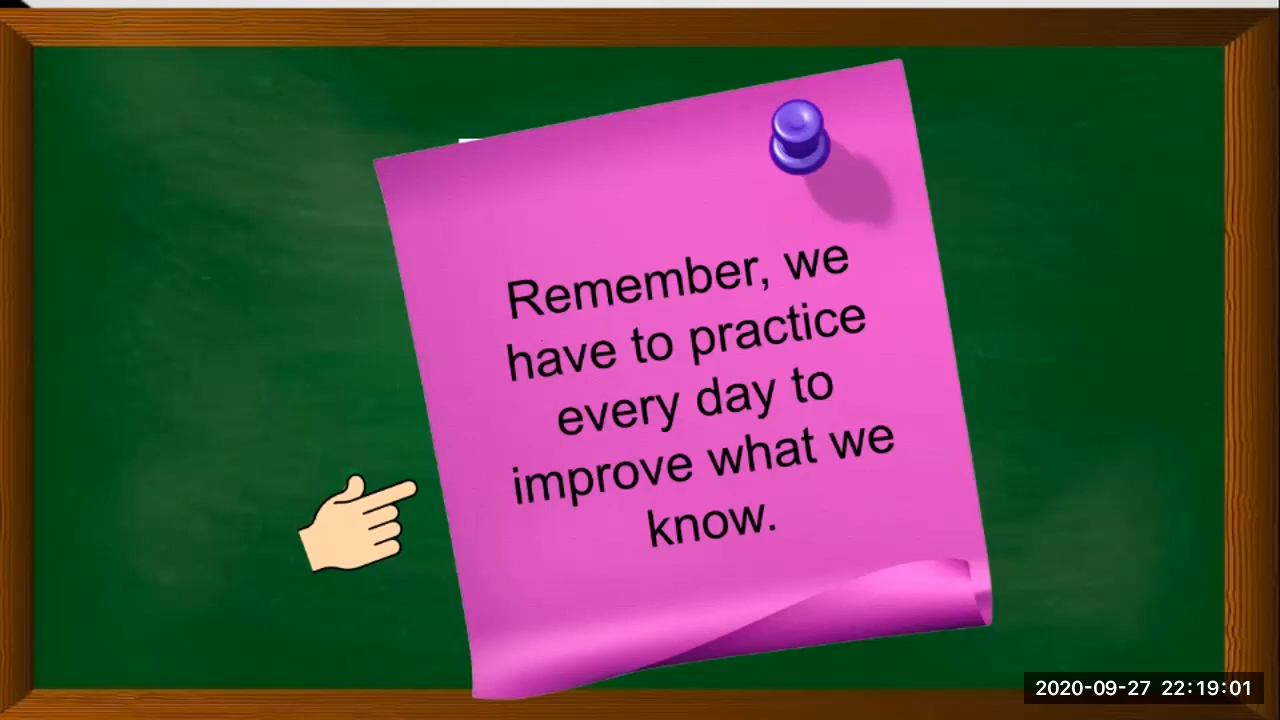 Remember, we
have to practice
every day to
improve what we
know.
2020-09-27 22:19:01